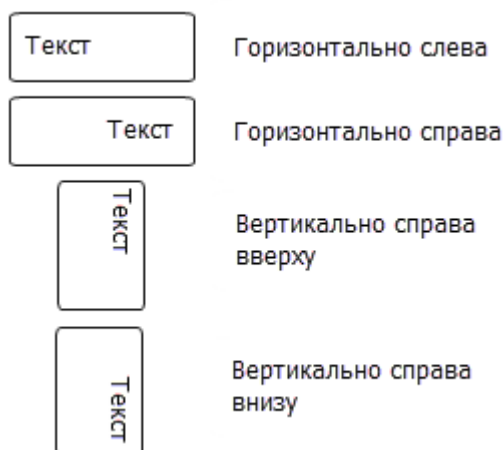 Текст
Горизонтально слева
Текст
Горизонтально справа
Текст
Вертикально справа
вверху
Текст
Вертикально справа
внизу